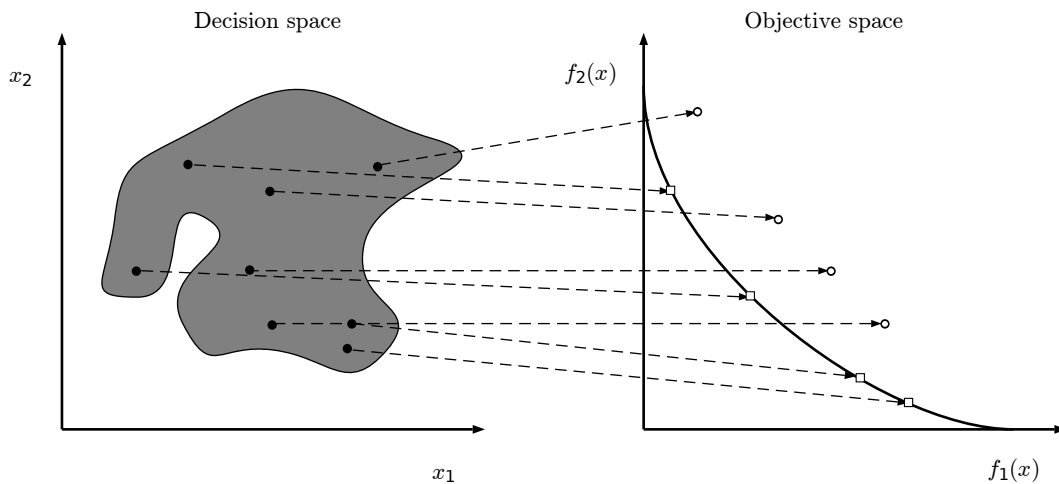 Decision space
Objective space
x₂
f₂(x)
x₁
f₁(x)